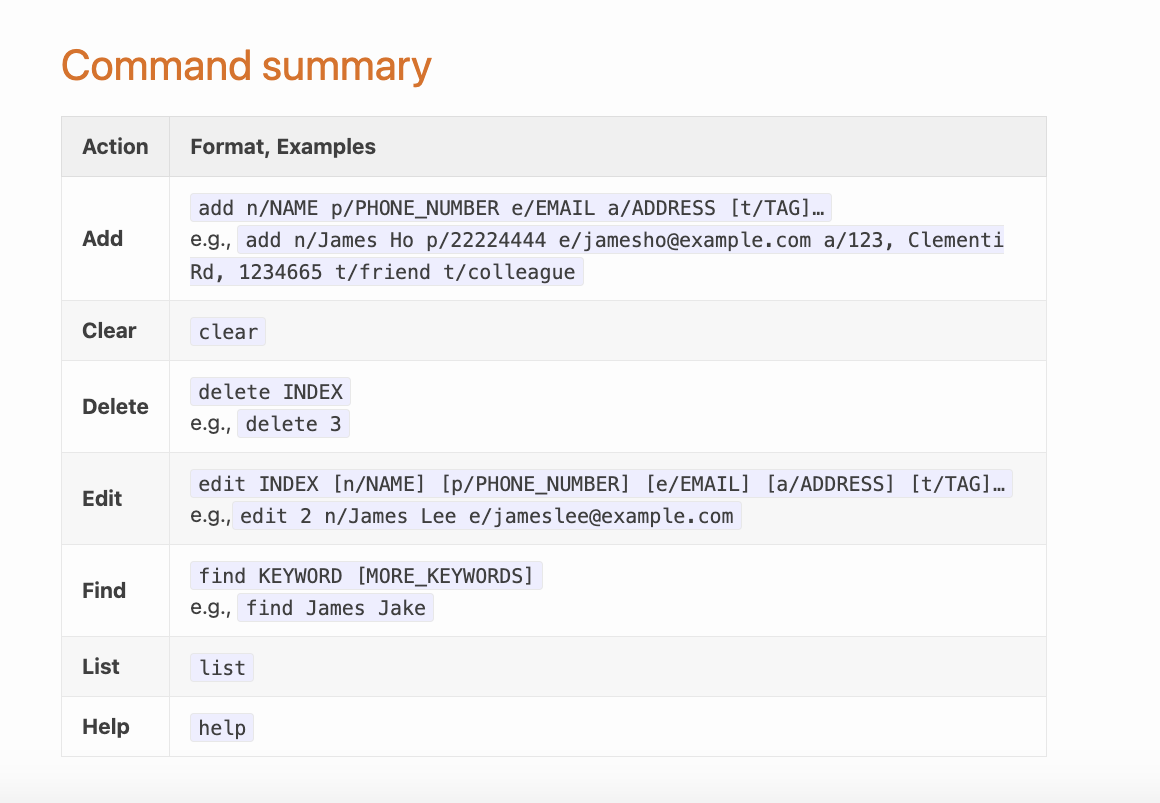 Command summary
Action Format, Examples
Add
add n/NAME p/PHONE_NUMBER e/EMAIL a/ADDRESS [t/TAG]…
e.g., add n/James Ho p/22224444 e/jamesho@example.com a/123, Clementi
Rd, 1234665 t/friend t/colleague
Clear clear
Delete
delete INDEX
e.g., delete 3
Edit
edit INDEX [n/NAME] [p/PHONE_NUMBER] [e/EMAIL] [a/ADDRESS] [t/TAG]…
e.g., edit 2 n/James Lee e/jameslee@example.com
Find
find KEYWORD [MORE_KEYWORDS]
e.g., find James Jake
List list
Help help